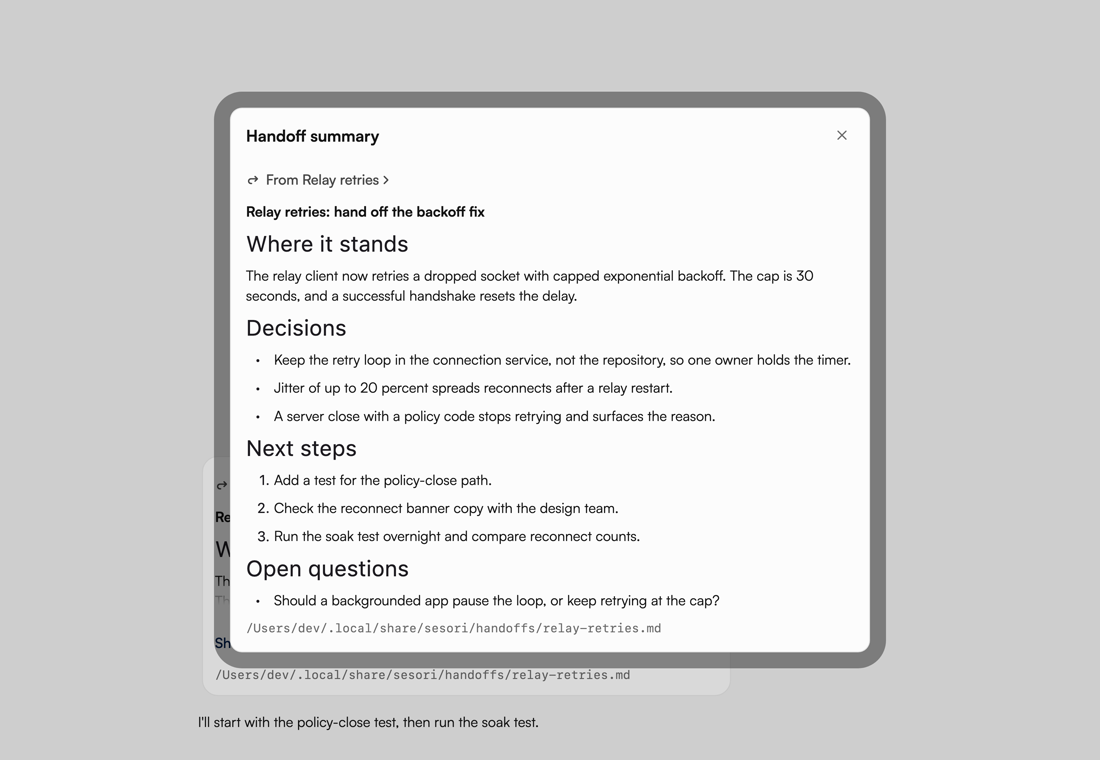 Handoff summary
From Relay retries
Relay retries: hand off the backoff fix
Where it stands
The relay client now retries a dropped socket with capped exponential backoff. The cap is 30
seconds, and a successful handshake resets the delay.
Decisions
• Keep the retry loop in the connection service, not the repository, so one owner holds the timer.
• Jitter of up to 20 percent spreads reconnects after a relay restart.
• A server close with a policy code stops retrying and surfaces the reason.
Next steps
1. Add a test for the policy-close path.
2. Check the reconnect banner copy with the design team.
3. Run the soak test overnight and compare reconnect counts.
Open questions
• Should a backgrounded app pause the loop, or keep retrying at the cap?
/Users/dev/.local/share/sesori/handoffs/relay-retries.md
/Users/dev/.local/share/sesori/handoffs/relay-retries.md
I'll start with the policy-close test, then run the soak test.